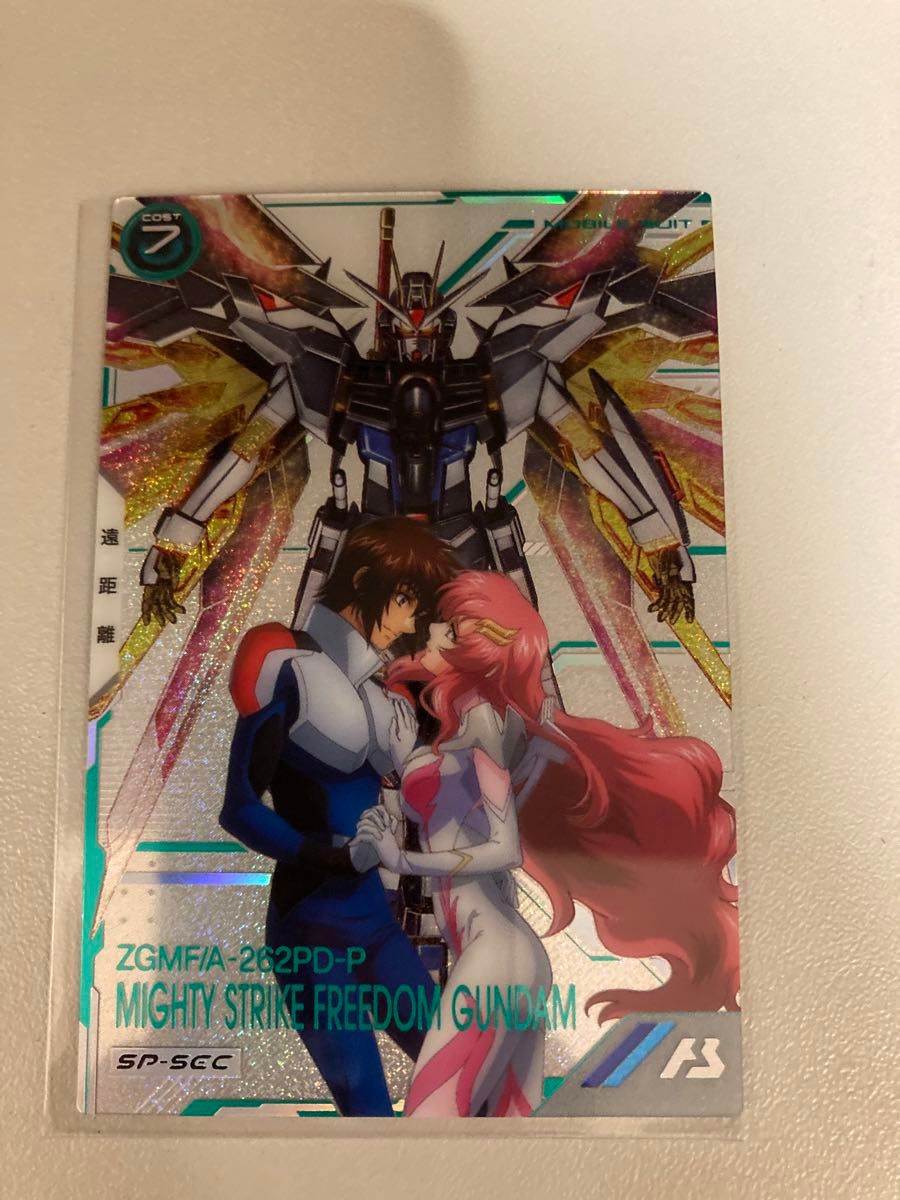 COST
7
MOBILE SUIT
遠距離
ZGMF/A-262PD-P
MIGHTY STRIKE FREEDOM GUNDAM
SP-SEC